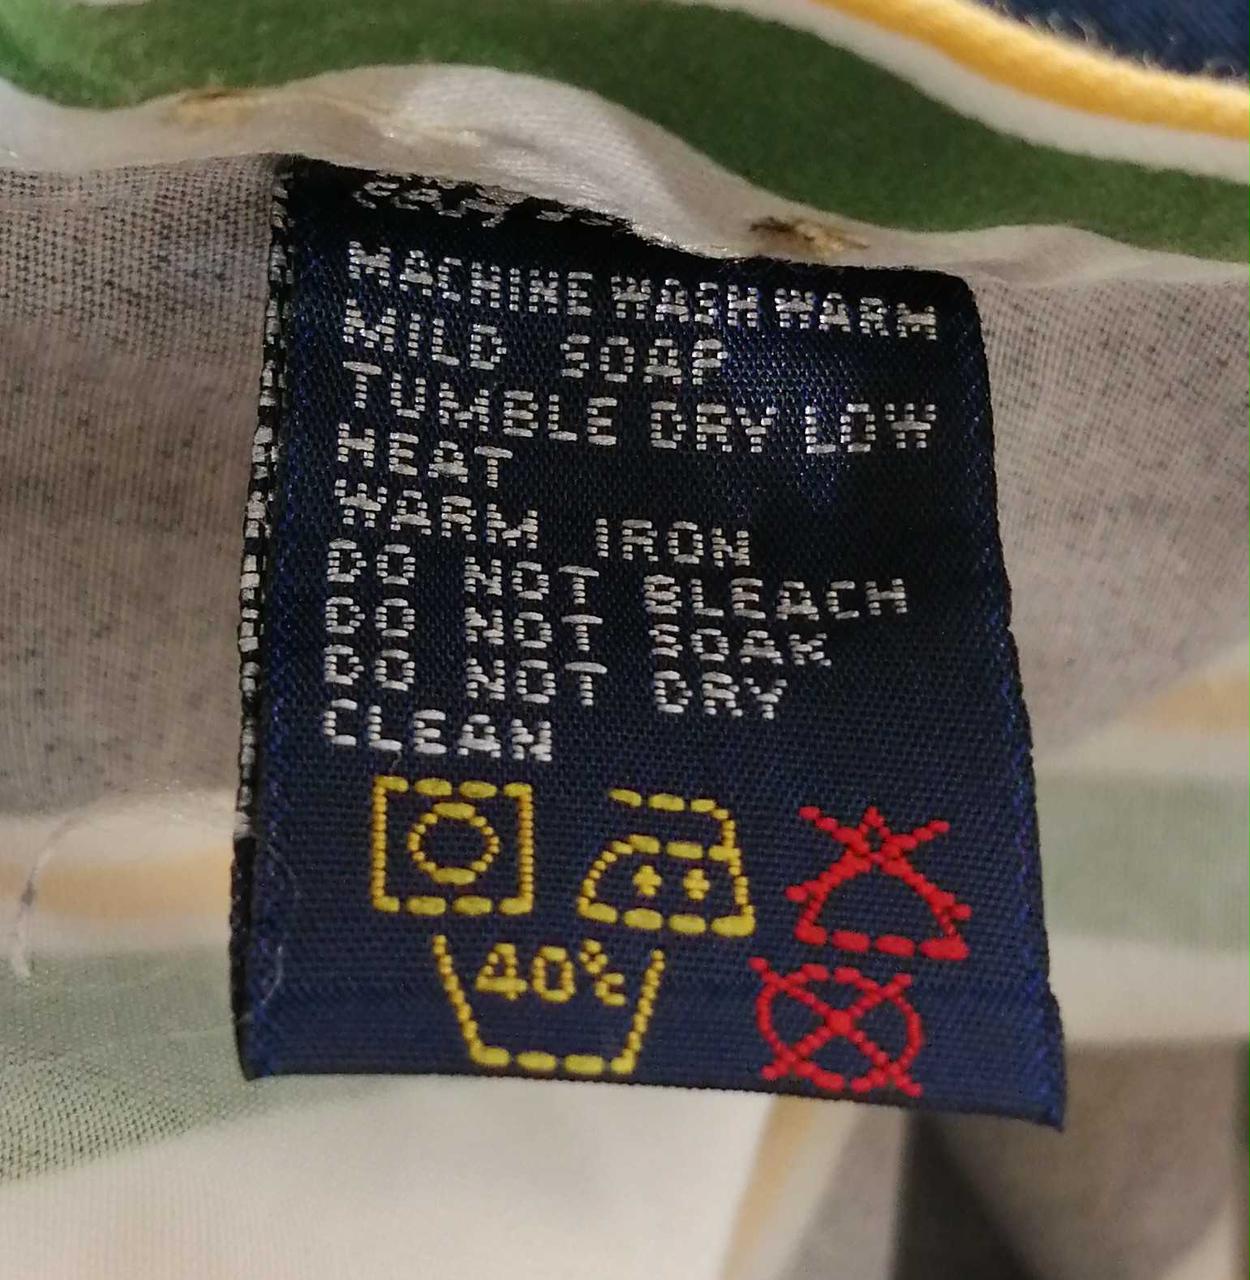 MACHINE WASH WARM
MILD SOAP
TUMBLE DRY LOW
HEAT
WARM IRON
DO NOT BLEACH
DO NOT SOAK
DO NOT DRY
CLEAN
40°C